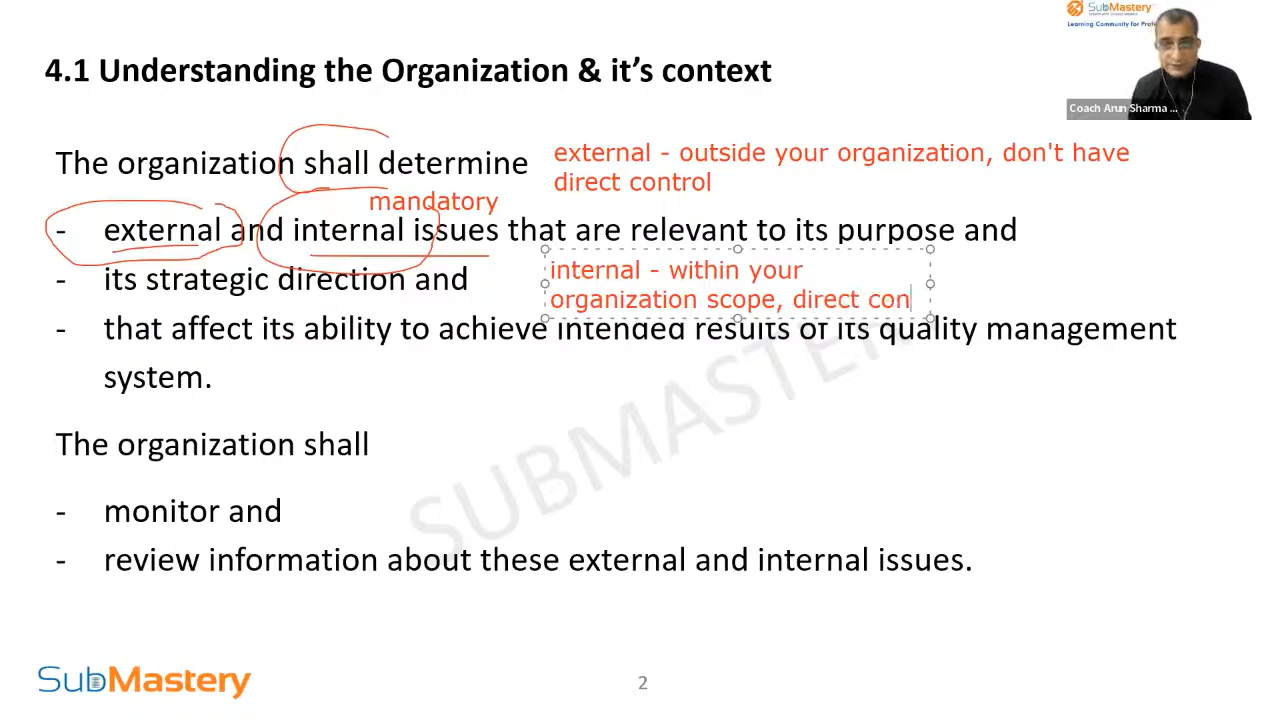 SubMastery
Learning Community for Profe
Coach Arun Sharma ...
4.1 Understanding the Organization & it's context
The organization shall determine
external - outside your organization, don't have
direct control
mandatory
- external and internal issues that are relevant to its purpose and
internal - within your
organization scope, direct con
- its strategic direction and
- that affect its ability to achieve intended results of its quality management
system.
The organization shall
- monitor and
- review information about these external and internal issues.
SUBMASTER
SubMastery
2